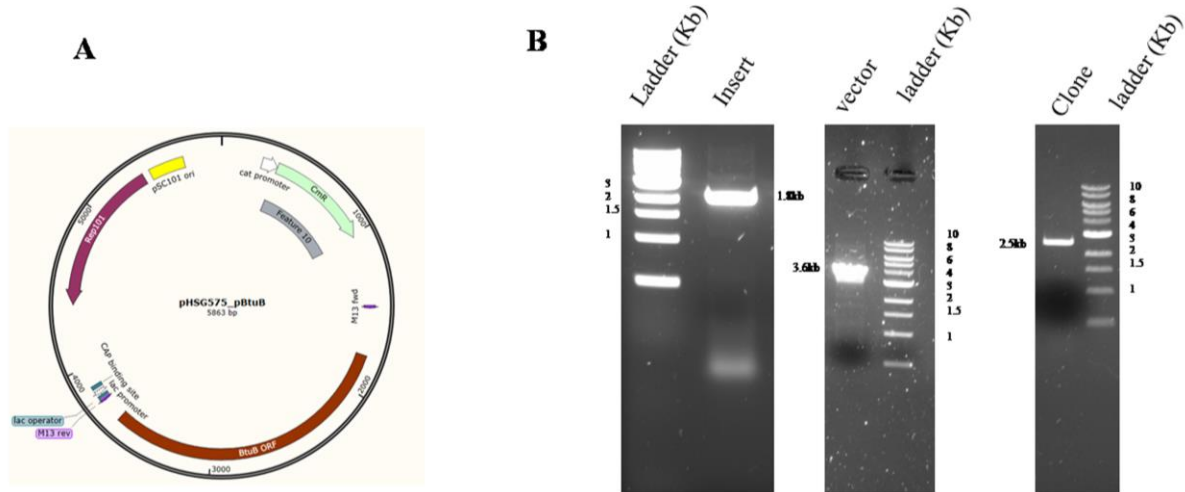 A
B
Ladder (Kb)
Insert
vector
ladder (Kb)
Clone
ladder (Kb)
cat promoter
CmR
pSC101 ori
Feature 10
1000
5000
Rep101
pHSG575_pBtuB
5863 bp
M13 fwd
CAP binding site
lac promoter
4000
2000
lac operator
M13 rev
BtuB ORF
3000
3
2
1.5
1
3.6kb
10
8
6
4
3
2
1.5
1
2.5kb
10
8
6
4
3
2
1.5
1